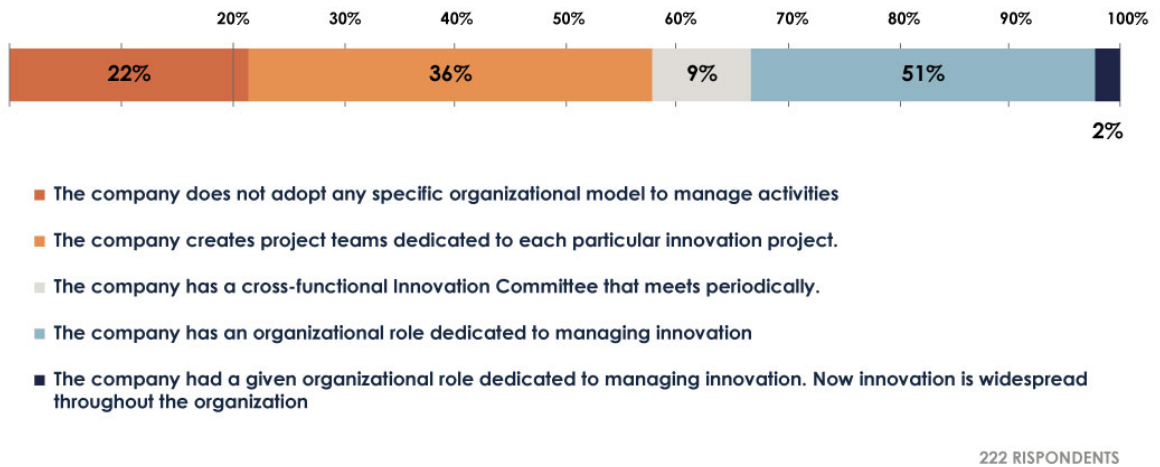 20% 30% 40% 50% 60% 70% 80% 90% 100%
22% 36% 9% 51%
2%
The company does not adopt any specific organizational model to manage activities
The company creates project teams dedicated to each particular innovation project.
The company has a cross-functional Innovation Committee that meets periodically.
The company has an organizational role dedicated to managing innovation
The company had a given organizational role dedicated to managing innovation. Now innovation is widespread
throughout the organization
222 RISPONDENTS